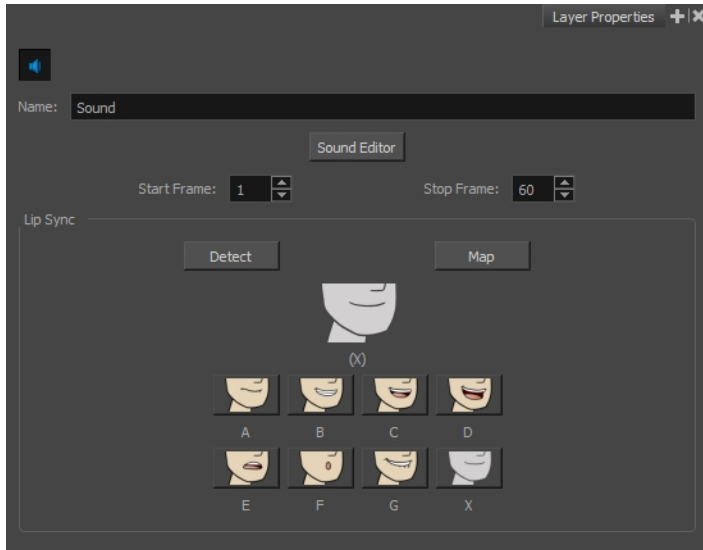 Layer Properties
Name: Sound
Sound Editor
Start Frame: 1 Stop Frame: 60
Lip Sync
Detect Map
(X)
A B C D
E F G X